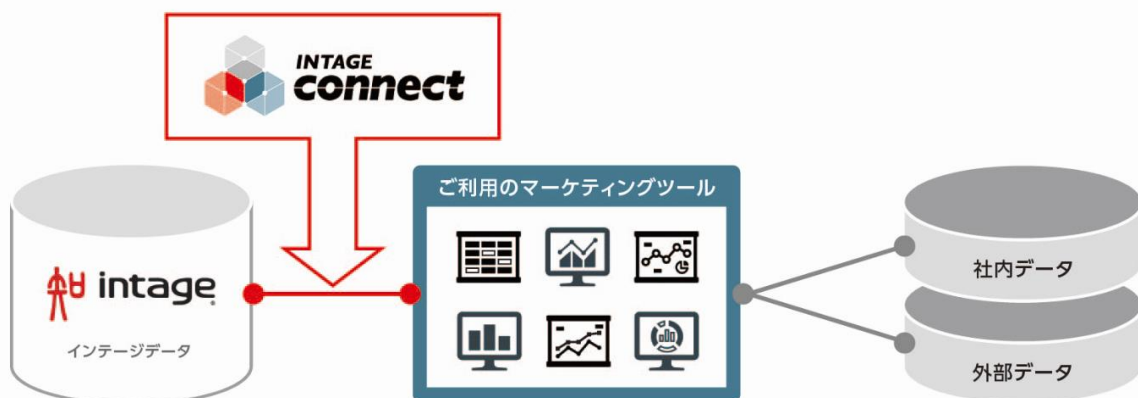 INTAGE
connect
ご利用のマーケティングツール
intage
インテージデータ
社内データ
外部データ